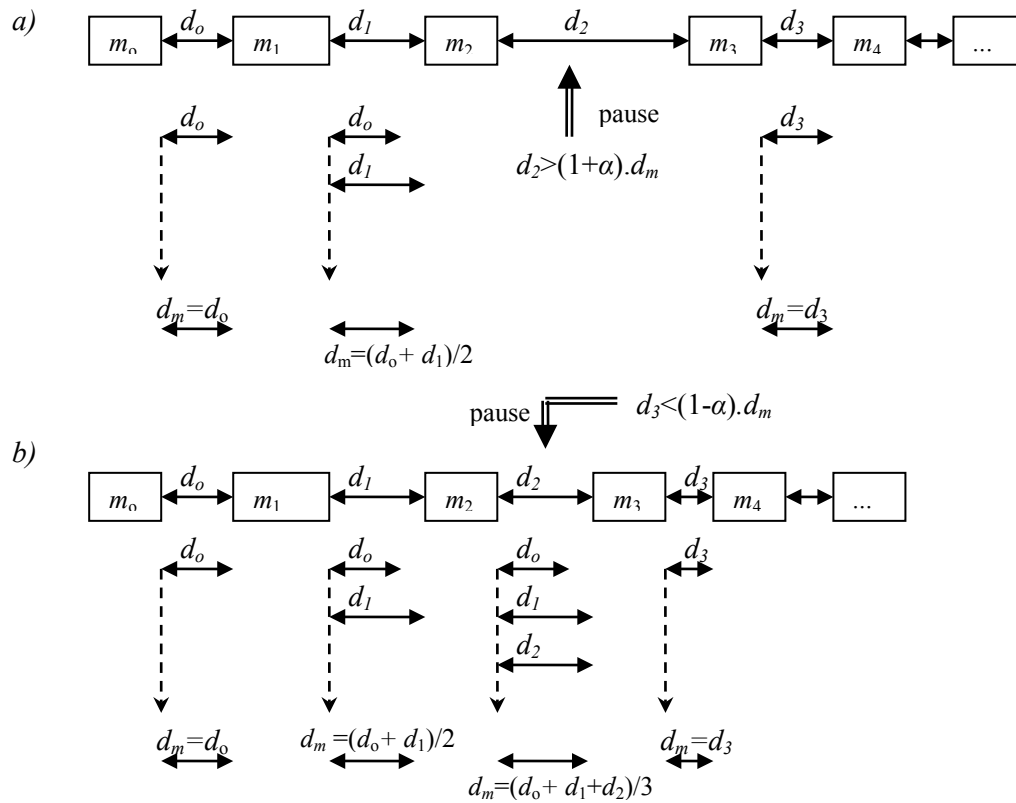 a)
d₀ d₁ d₂ d₃
m₀ m₁ m₂ m₃ m₄ ...
d₀ d₀ pause d₃
d₁ d₂>(1+α).dₘ
dₘ=d₀ dₘ=d₃
dₘ=(d₀+ d₁)/2
pause d₃<(1-α).dₘ
b)
d₀ d₁ d₂ d₃
m₀ m₁ m₂ m₃ m₄ ...
d₀ d₀ d₀ d₃
d₁ d₁
d₂
dₘ=d₀ dₘ =(d₀+ d₁)/2 dₘ=d₃
dₘ=(d₀+ d₁+d₂)/3